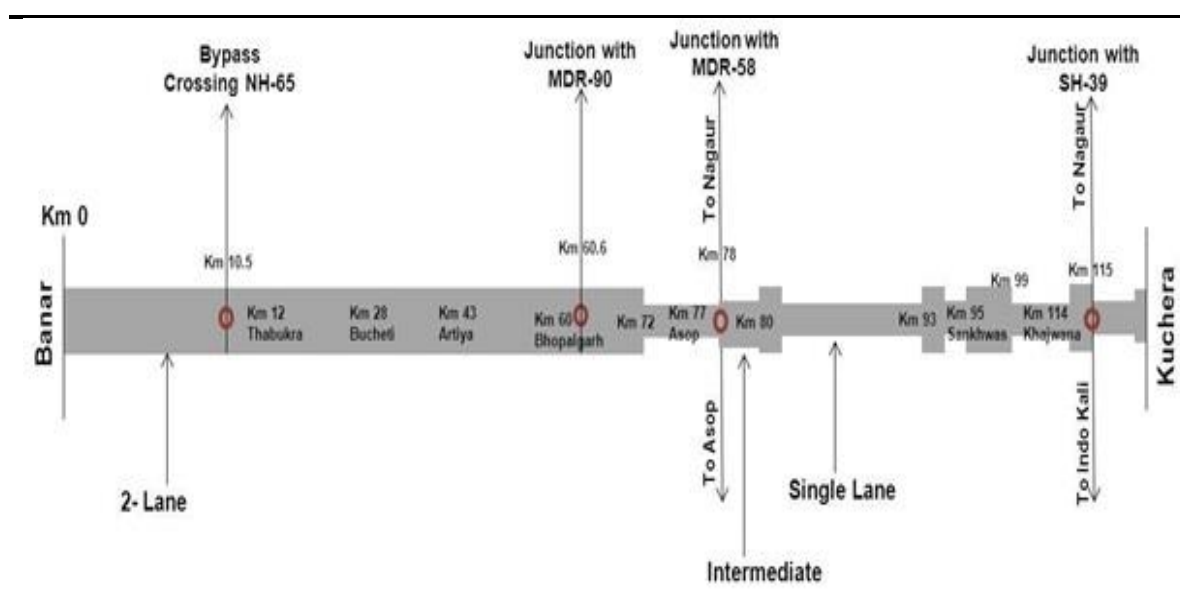 Bypass
Crossing NH-65
Junction with
MDR-90
Junction with
MDR-58
Junction with
SH-39
To Nagaur
To Nagaur
Km 0
Km 10.5
Km 60.6
Km 78
Km 99
Km 115
Banar
Km 12
Thabukra
Km 28
Bucheti
Km 43
Artiya
Km 60
Bhopalgarh
Km 72
Km 77
Asop
Km 80
Km 93
Km 95
Sankhwas
Km 114
Khajwana
Kuchera
To Asop
To Indo Kali
2- Lane
Single Lane
Intermediate